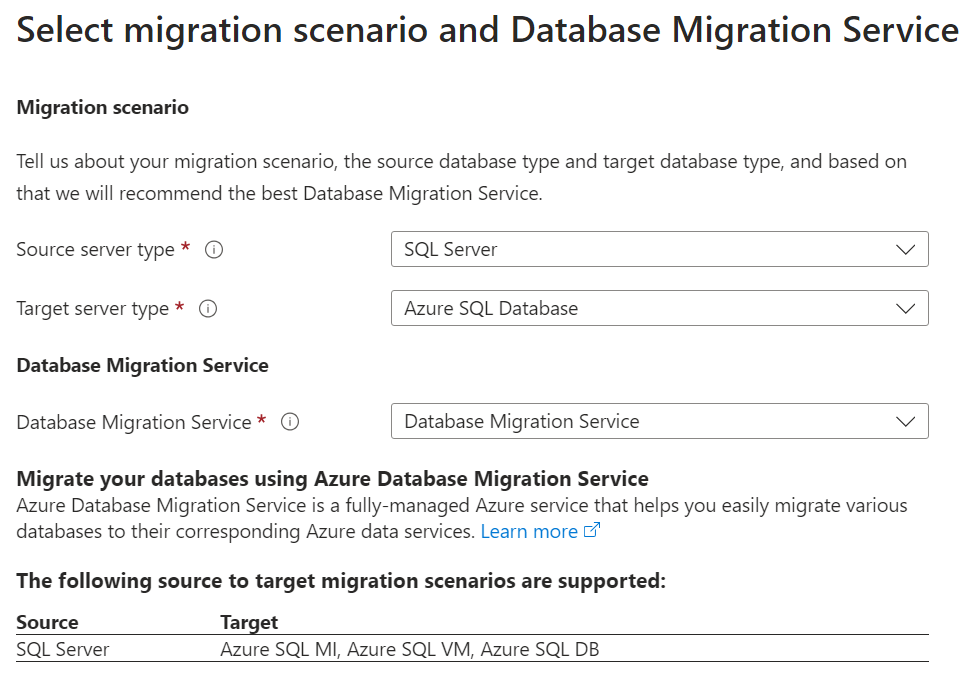 Select migration scenario and Database Migration Service
Migration scenario
Tell us about your migration scenario, the source database type and target database type, and based on
that we will recommend the best Database Migration Service.
Source server type * SQL Server
Target server type * Azure SQL Database
Database Migration Service
Database Migration Service * Database Migration Service
Migrate your databases using Azure Database Migration Service
Azure Database Migration Service is a fully-managed Azure service that helps you easily migrate various
databases to their corresponding Azure data services. Learn more
The following source to target migration scenarios are supported:
Source Target
SQL Server Azure SQL MI, Azure SQL VM, Azure SQL DB